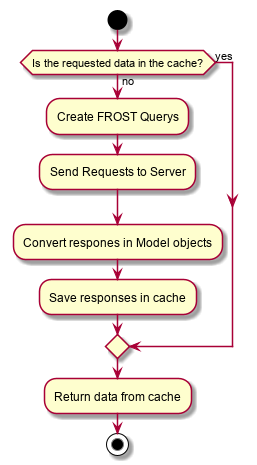 Is the requested data in the cache?
yes
no
Create FROST Querys
Send Requests to Server
Convert respones in Model objects
Save responses in cache
Return data from cache